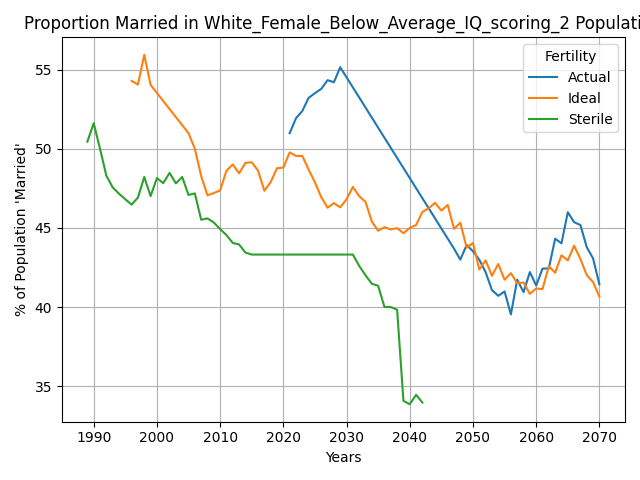 Proportion Married in White_Female_Below_Average_IQ_scoring_2 Populati
Fertility
Actual
Ideal
Sterile
% of Population 'Married'
55
50
45
40
35
1990 2000 2010 2020 2030 2040 2050 2060 2070
Years